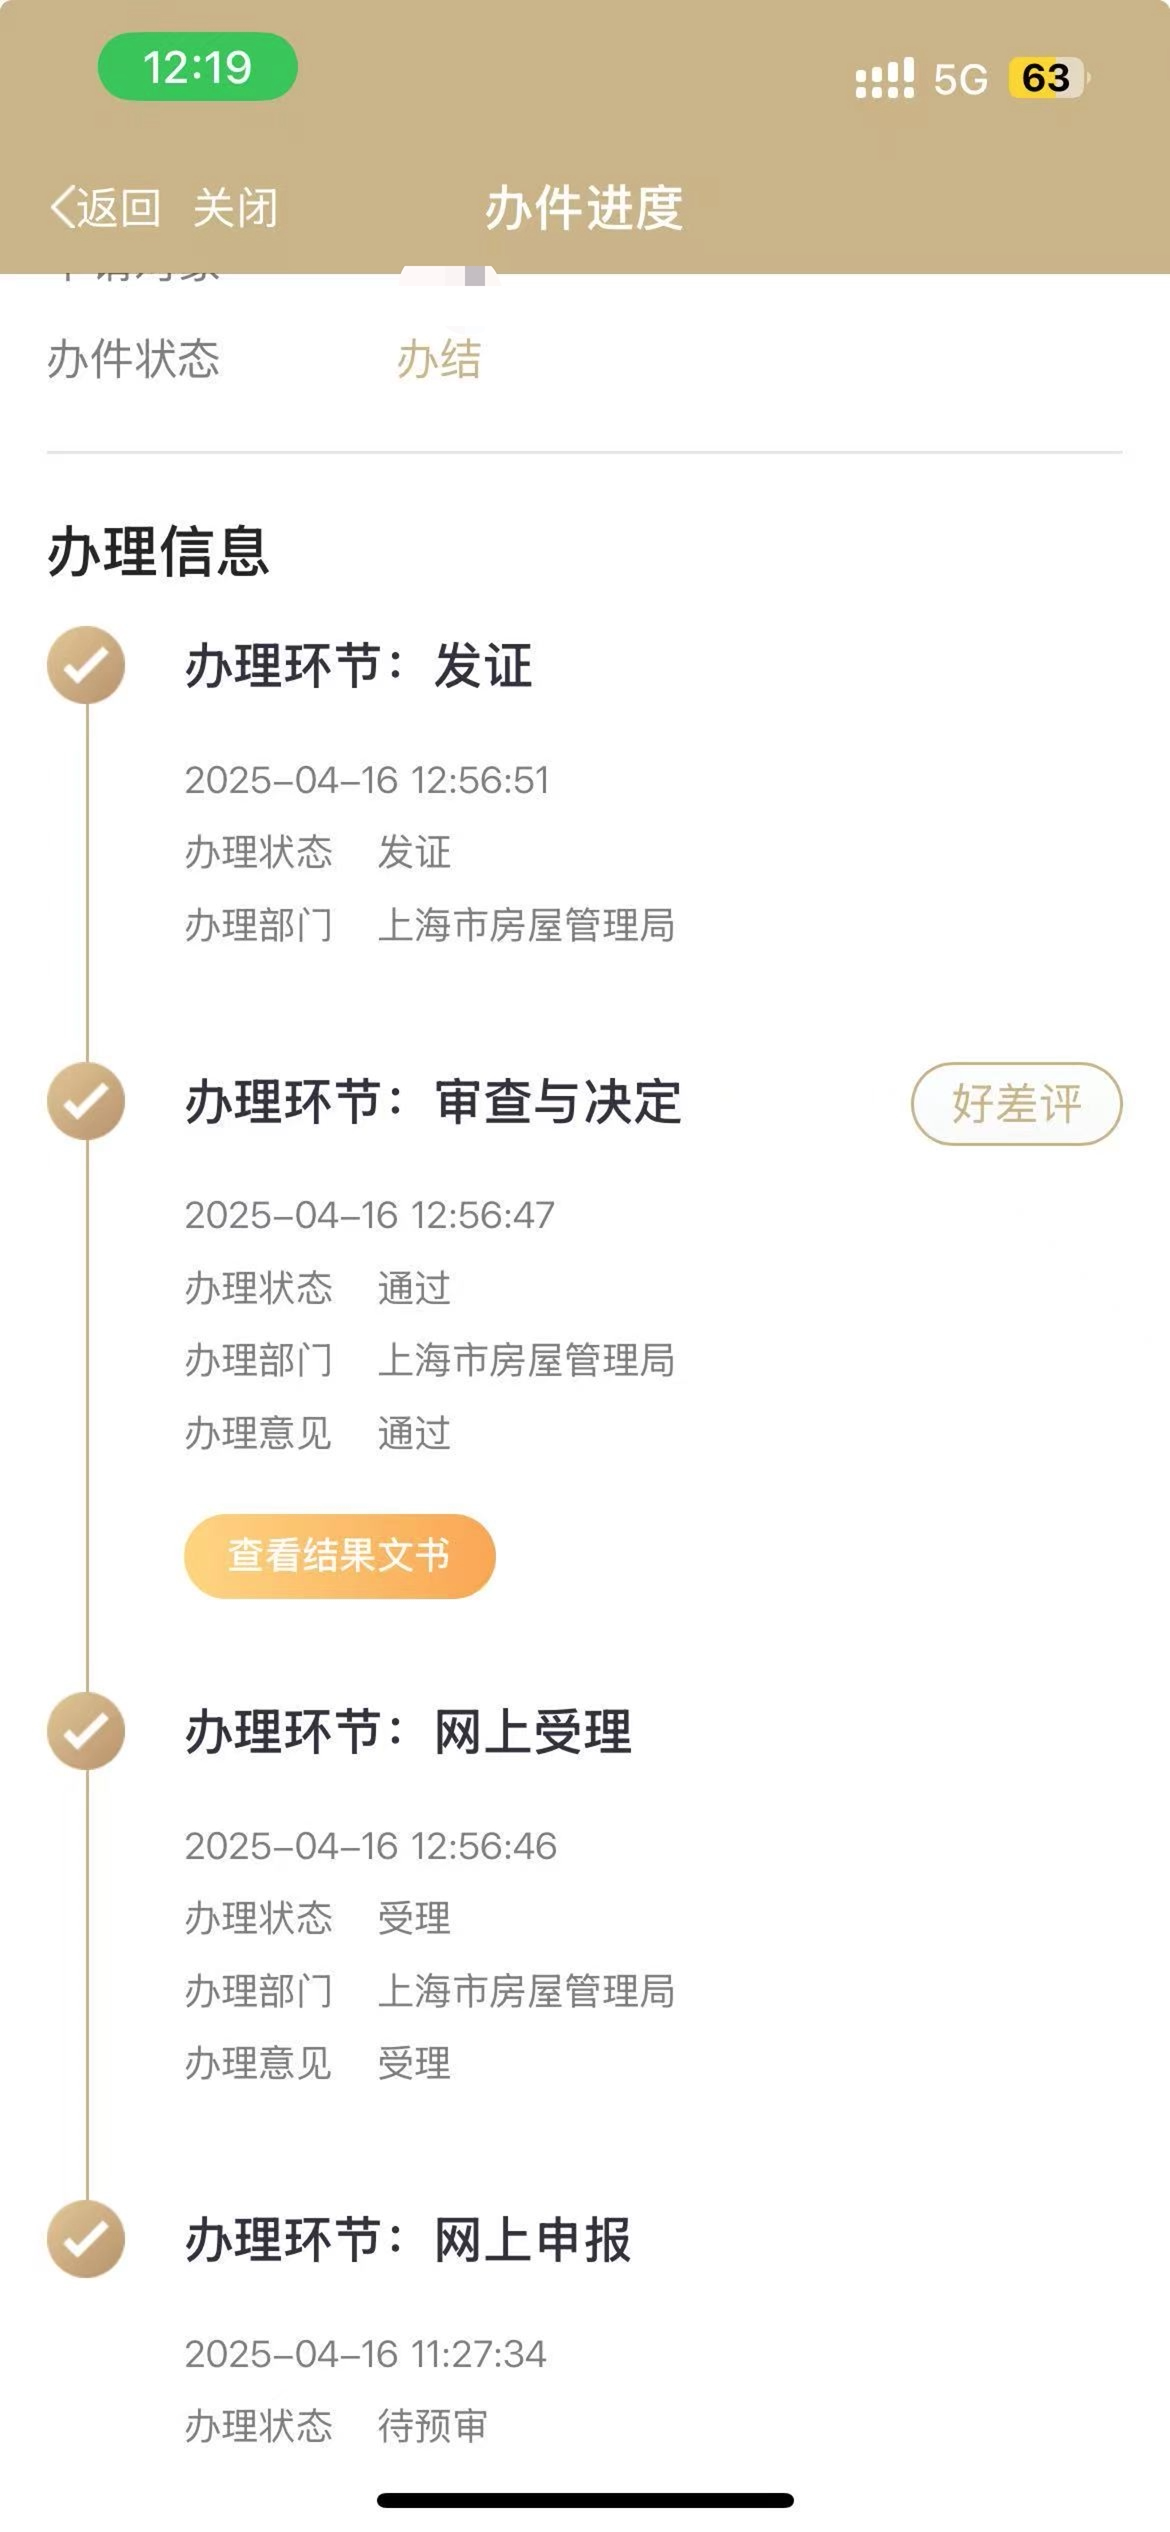 12:19
5G 63
返回 关闭 办件进度
办件状态 办结
办理信息
办理环节：发证
2025-04-16 12:56:51
办理状态 发证
办理部门 上海市房屋管理局
办理环节：审查与决定 好差评
2025-04-16 12:56:47
办理状态 通过
办理部门 上海市房屋管理局
办理意见 通过
查看结果文书
办理环节：网上受理
2025-04-16 12:56:46
办理状态 受理
办理部门 上海市房屋管理局
办理意见 受理
办理环节：网上申报
2025-04-16 11:27:34
办理状态 待预审